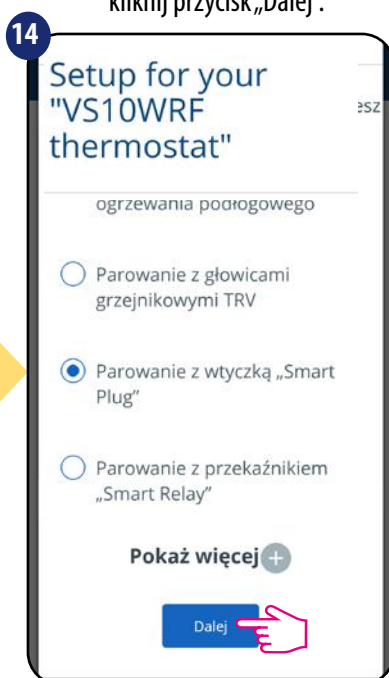 kliknij przycisk „Dalej”.
14
Setup for your
"VS10WRF
thermostat"
esz
ogrzewania podłogowego
Parowanie z głowicami
grzejnikowymi TRV
Parowanie z wtyczką „Smart
Plug”
Parowanie z przekaźnikiem
„Smart Relay”
Pokaż więcej +
Dalej